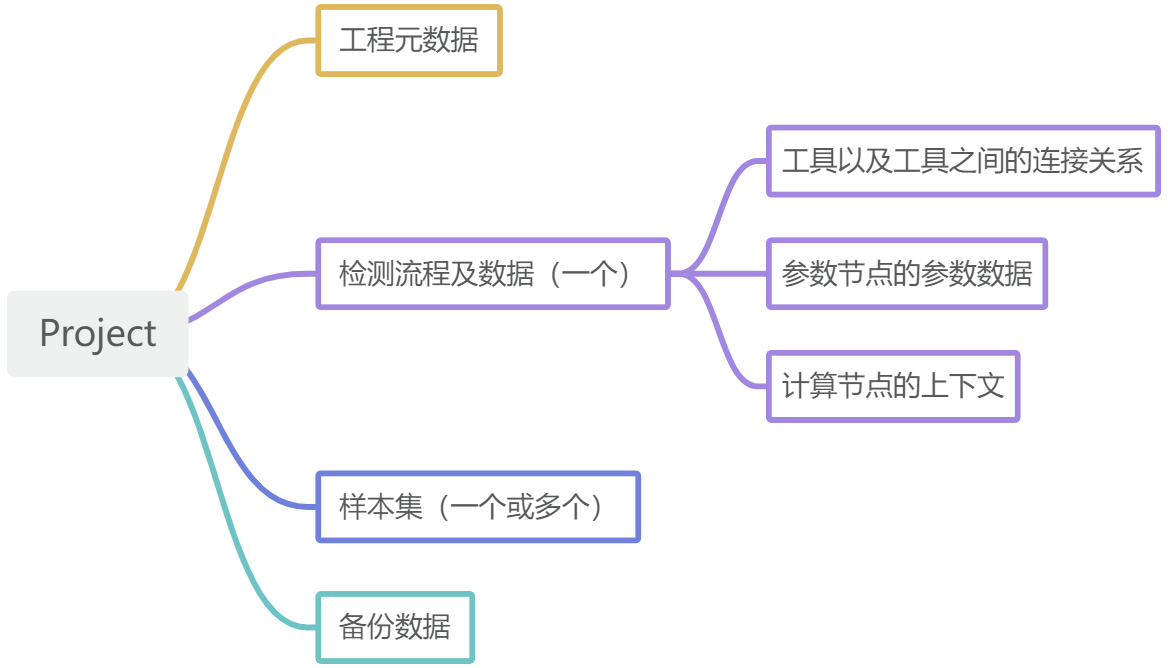 工程元数据
工具以及工具之间的连接关系
检测流程及数据（一个）
参数节点的参数数据
Project
计算节点的上下文
样本集（一个或多个）
备份数据